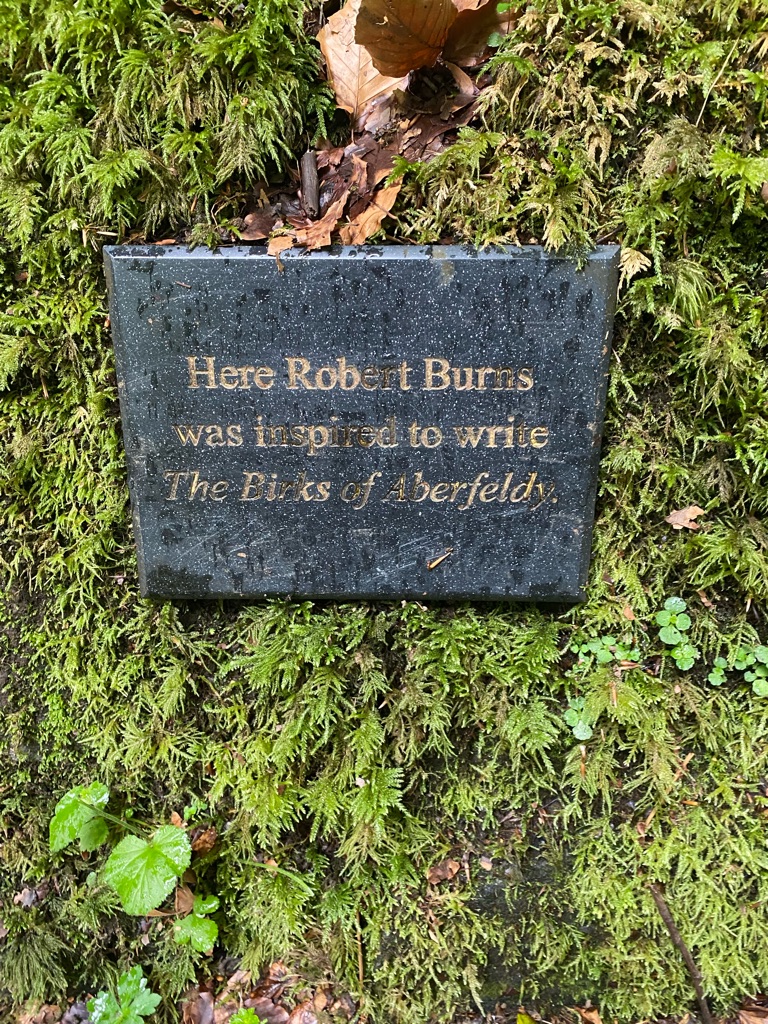 Here Robert Burns
was inspired to write
The Birks of Aberfeldy.